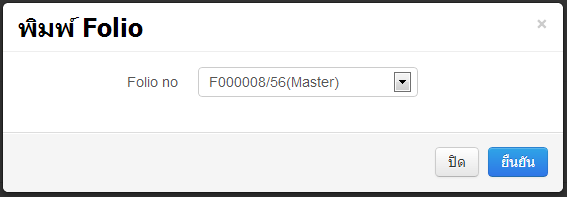 พิมพ์ Folio
×
Folio no
F000008/56(Master)
ปิด
ยืนยัน